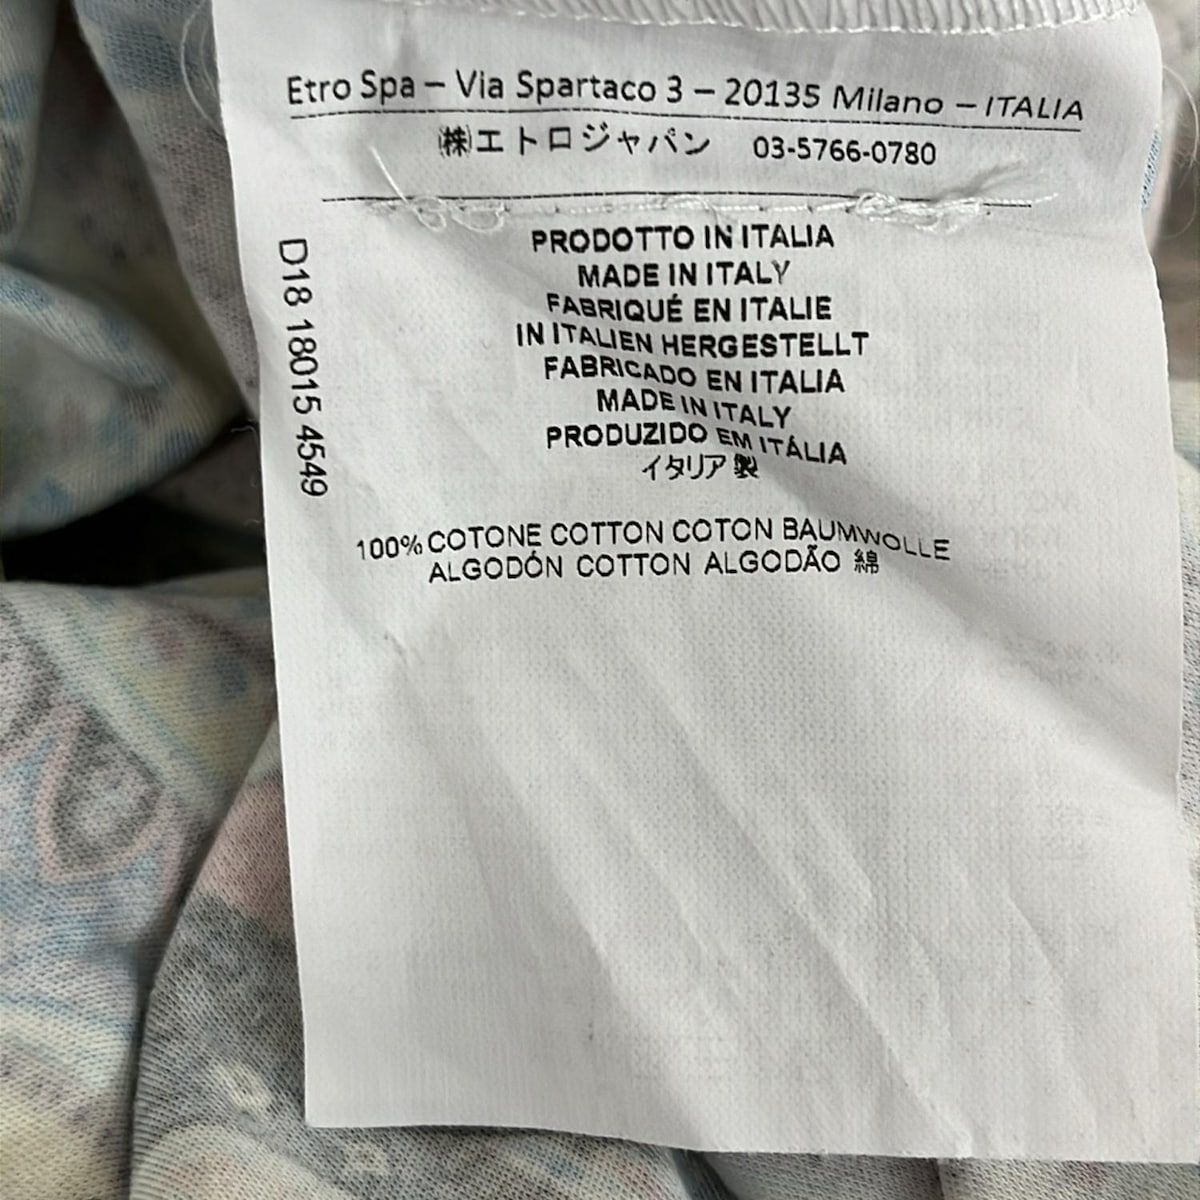 Etro Spa – Via Spartaco 3 – 20135 Milano – ITALIA
㈱エトロジャパン 03-5766-0780
PRODOTTO IN ITALIA
MADE IN ITALY
FABRIQUÉ EN ITALIE
IN ITALIEN HERGESTELLT
FABRICADO EN ITALIA
MADE IN ITALY
PRODUZIDO EM ITÁLIA
イタリア製
D18 18015 4549
100% COTONE COTTON COTON BAUMWOLLE
ALGODÓN COTTON ALGODÃO 綿